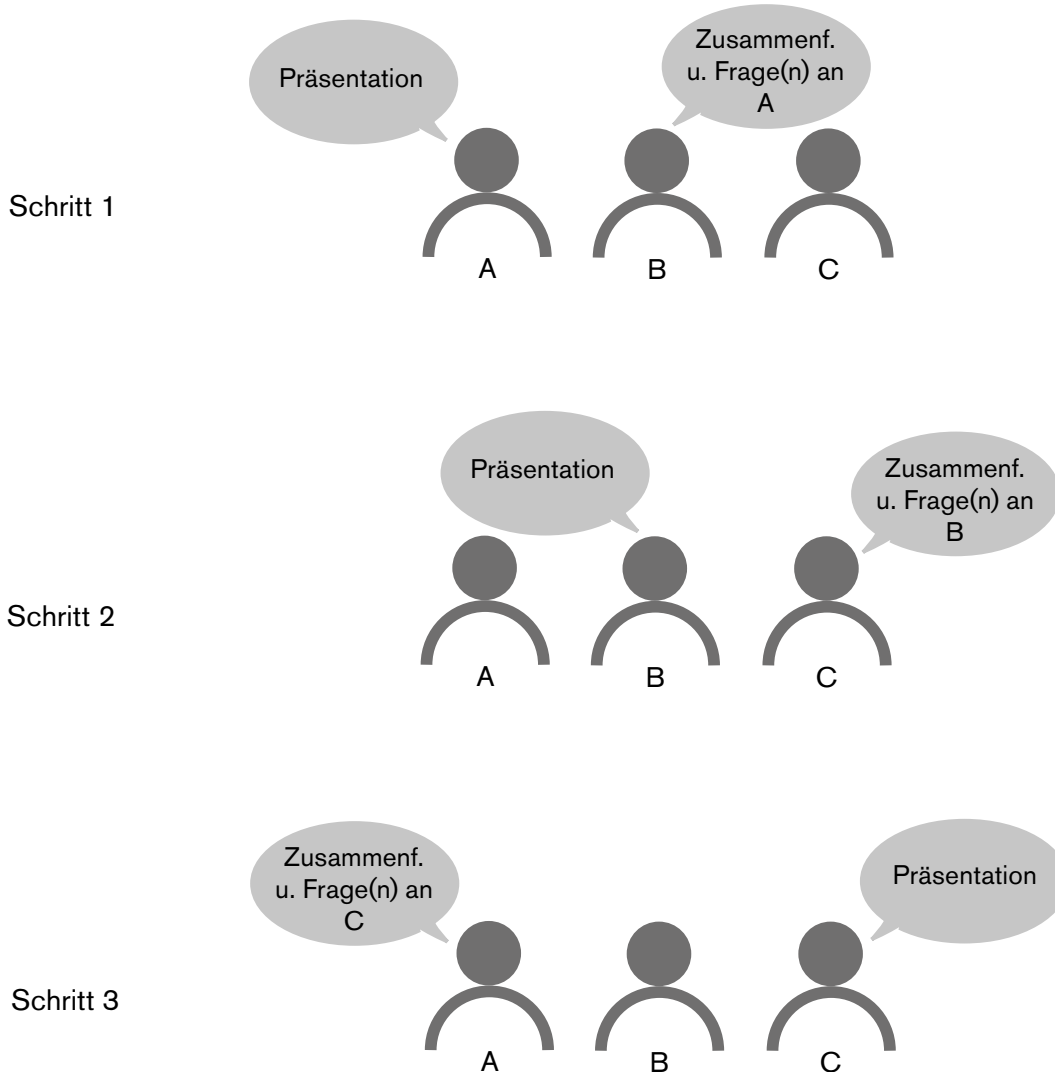 Präsentation
Zusammenf.
u. Frage(n) an
A
Schritt 1
A
B
C
Präsentation
Zusammenf.
u. Frage(n) an
B
Schritt 2
A
B
C
Zusammenf.
u. Frage(n) an
C
Präsentation
Schritt 3
A
B
C